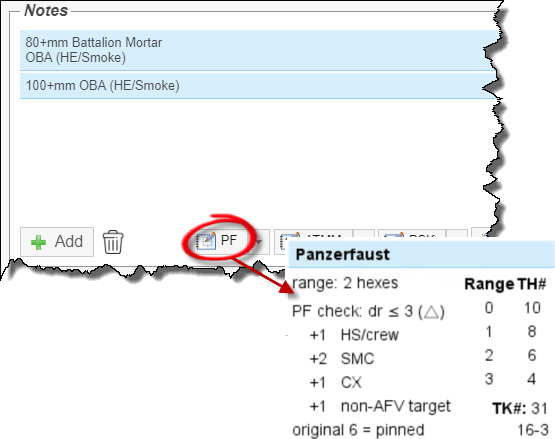 Notes
80+mm Battalion Mortar
OBA (HE/Smoke)
100+mm OBA (HE/Smoke)
Add
PF
Panzerfaust
range: 2 hexes
PF check: dr ≤ 3 (△)
+1 HS/crew
+2 SMC
+1 CX
+1 non-AFV target
original 6 = pinned
Range TH#
0 10
1 8
2 6
3 4
TK#: 31
16-3